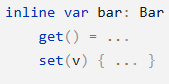 inline var bar: Bar
    get() = ...
    set(v) { ... }